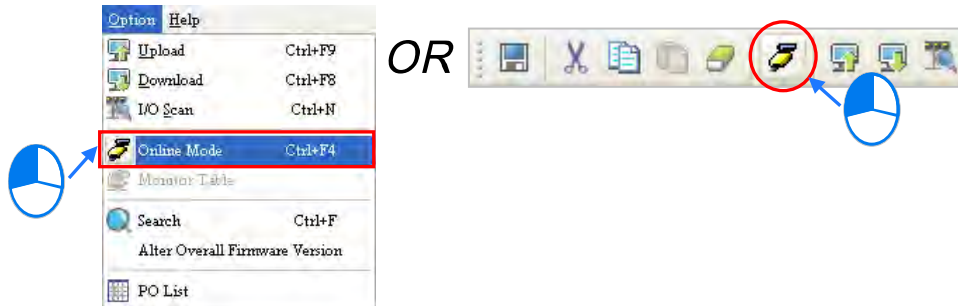 Option Help
Upload Ctrl+F9
Download Ctrl+F8
I/O Scan Ctrl+N
Online Mode Ctrl+F4
Monitor Table
Search Ctrl+F
Alter Overall Firmware Version
PO List
OR